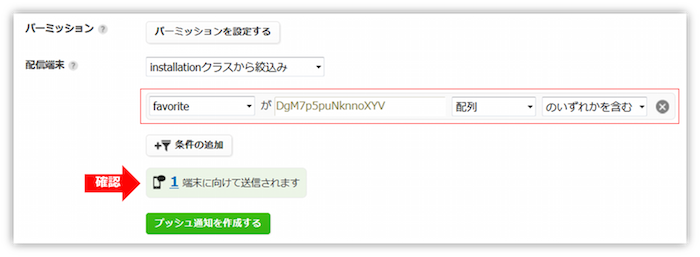 パーミッション ?
パーミッションを設定する
配信端末 ?
installationクラスから絞込み
favorite が DgM7p5puNknnoXYV 配列 のいずれかを含む
+ 条件の追加
確認
1 端末に向けて送信されます
プッシュ通知を作成する